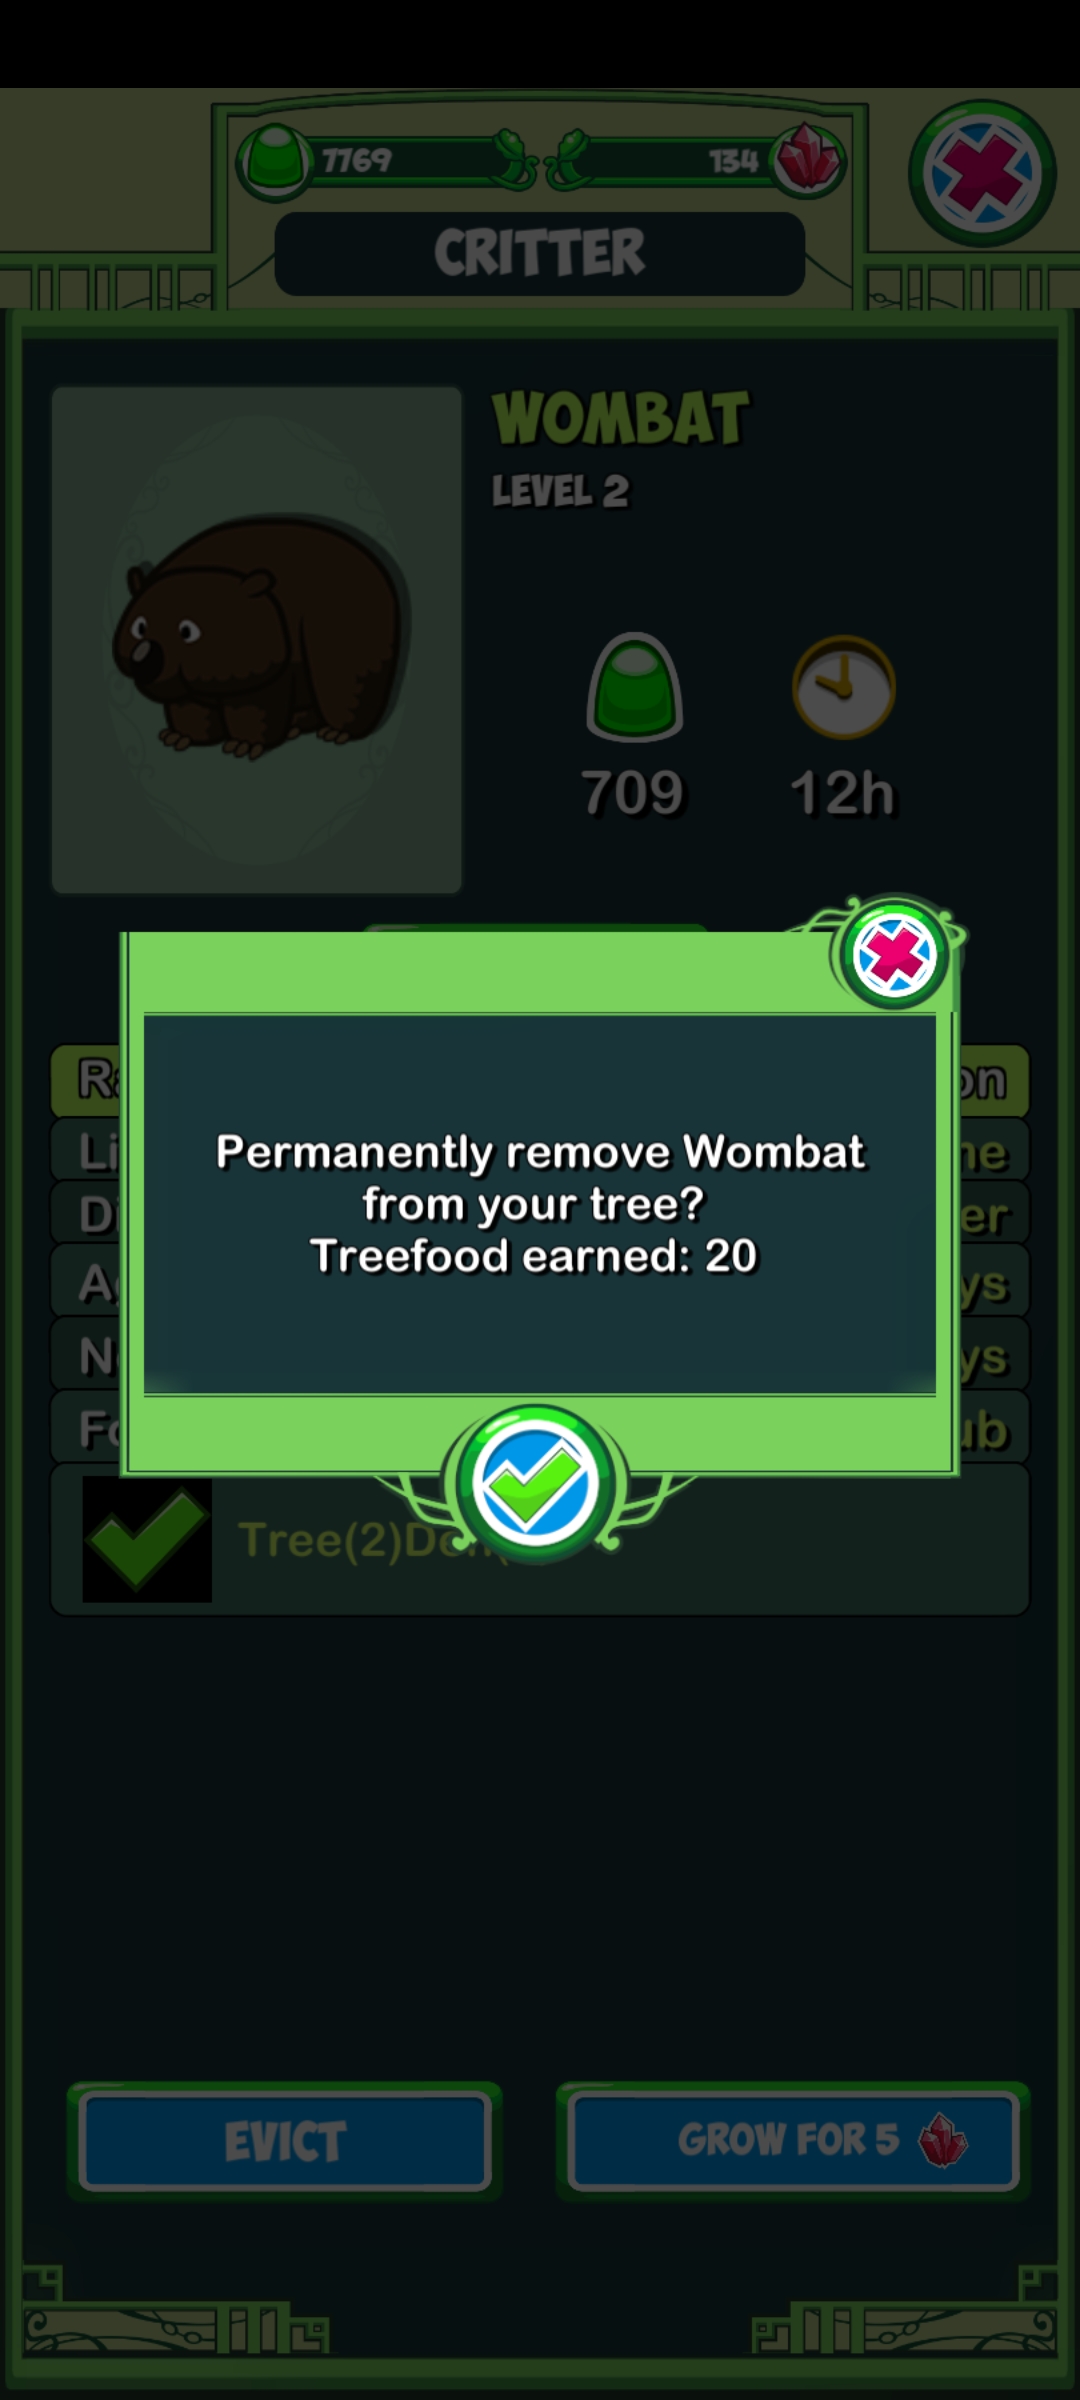 7769
134
CRITTER
WOMBAT
LEVEL 2
709
12h
Permanently remove Wombat
from your tree?
Treefood earned: 20
EVICT
GROW FOR 5